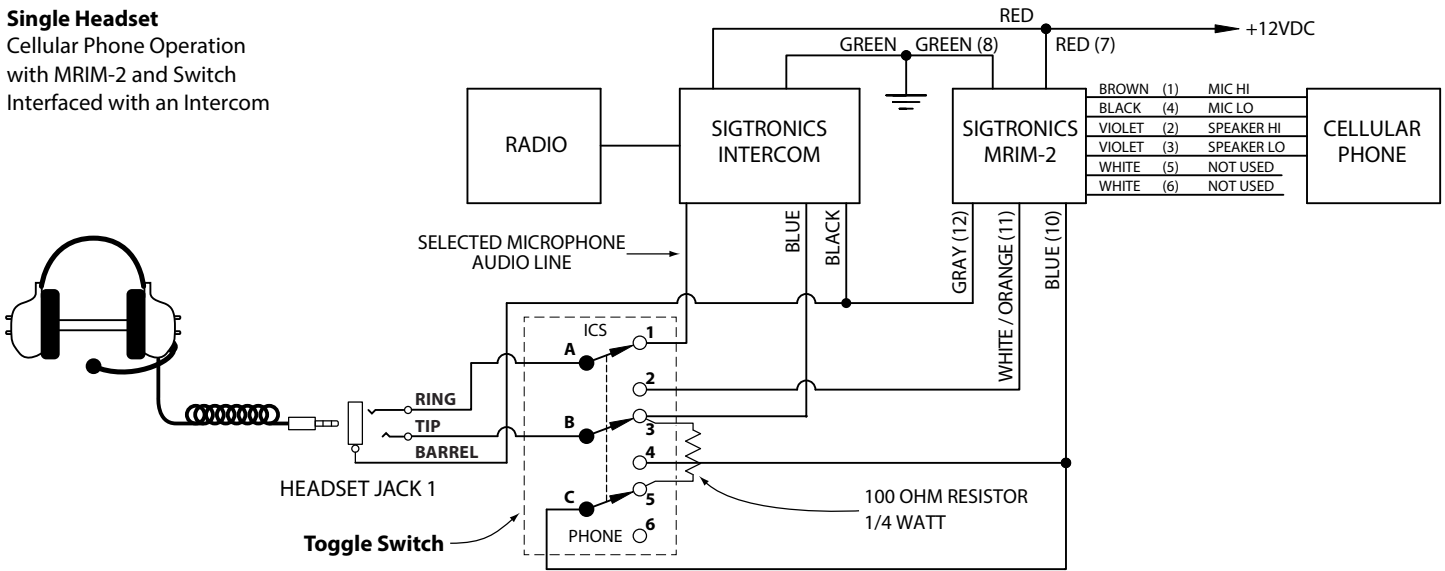 Single Headset
Cellular Phone Operation
with MRIM-2 and Switch
Interfaced with an Intercom
RED
+12VDC
GREEN
GREEN (8)
RED (7)
RADIO
SIGTRONICS
INTERCOM
SIGTRONICS
MRIM-2
BROWN (1) MIC HI
BLACK (4) MIC LO
VIOLET (2) SPEAKER HI
VIOLET (3) SPEAKER LO
WHITE (5) NOT USED
WHITE (6) NOT USED
CELLULAR
PHONE
SELECTED MICROPHONE
AUDIO LINE
BLUE
BLACK
GRAY (12)
WHITE / ORANGE (11)
BLUE (10)
ICS
A
1
2
B
3
4
C
5
PHONE
6
RING
TIP
BARREL
HEADSET JACK 1
100 OHM RESISTOR
1/4 WATT
Toggle Switch